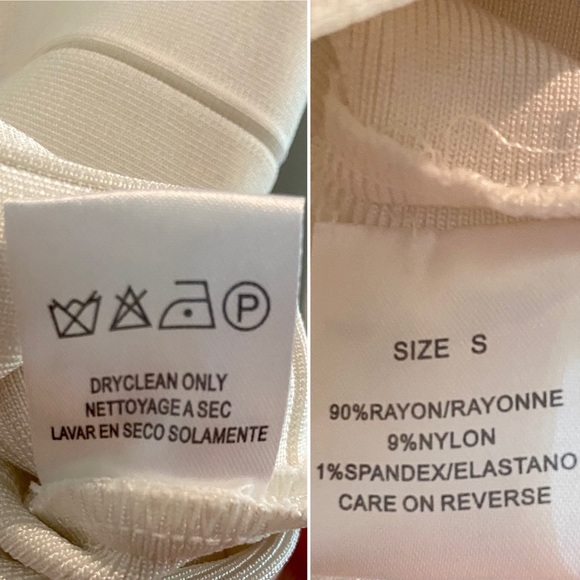 P
DRYCLEAN ONLY
NETTOYAGE A SEC
LAVAR EN SECO SOLAMENTE
SIZE S
90%RAYON/RAYONNE
9%NYLON
1%SPANDEX/ELASTANO
CARE ON REVERSE